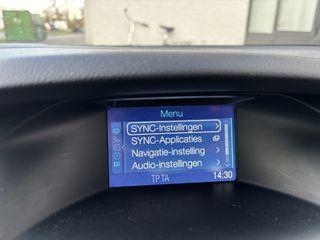 Menu
SYNC-Instellingen
SYNC-Applicaties
Navigatie-instelling
Audio-instellingen
TP TA 14:30